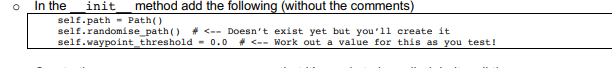 o In the __init__ method add the following (without the comments)
self.path = Path()
self.randomise_path() # <-- Doesn't exist yet but you'll create it
self.waypoint_threshold = 0.0 # <-- Work out a value for this as you test!